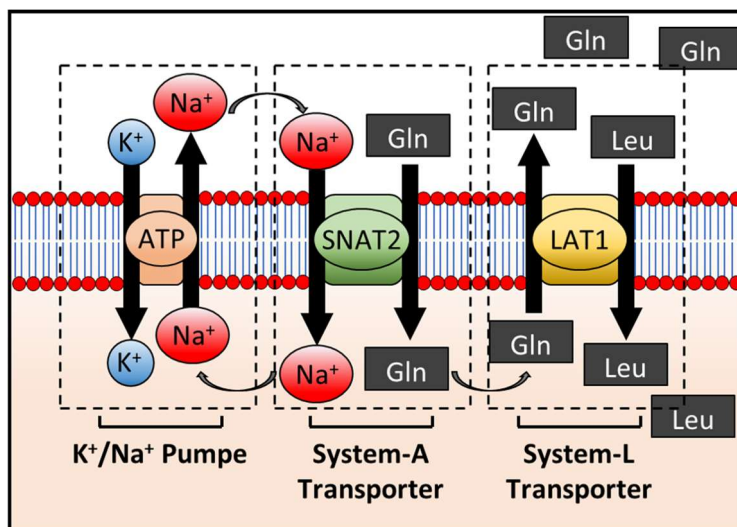 Gln
Gln
Na⁺
Gln
K⁺
Na⁺
Gln
Leu
ATP
SNAT2
LAT1
Na⁺
Gln
K⁺
Na⁺
Gln
Leu
Leu
K⁺/Na⁺ Pumpe
System-A
Transporter
System-L
Transporter